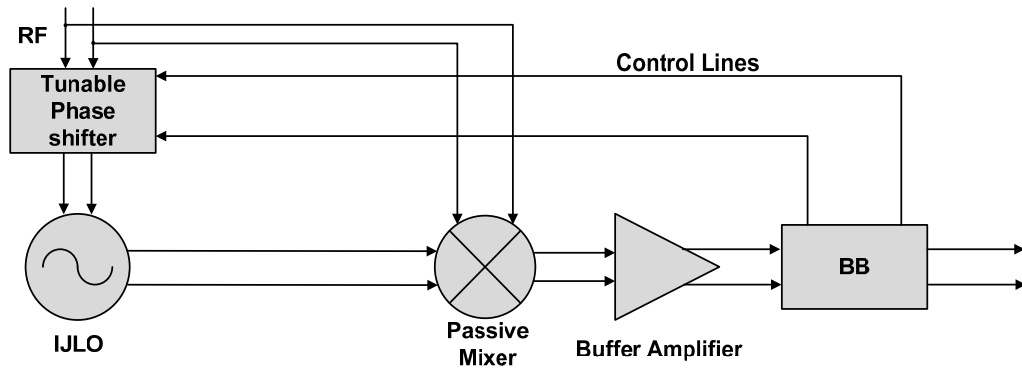 RF
Control Lines
Tunable
Phase
shifter
BB
IJLO
Passive
Mixer
Buffer Amplifier